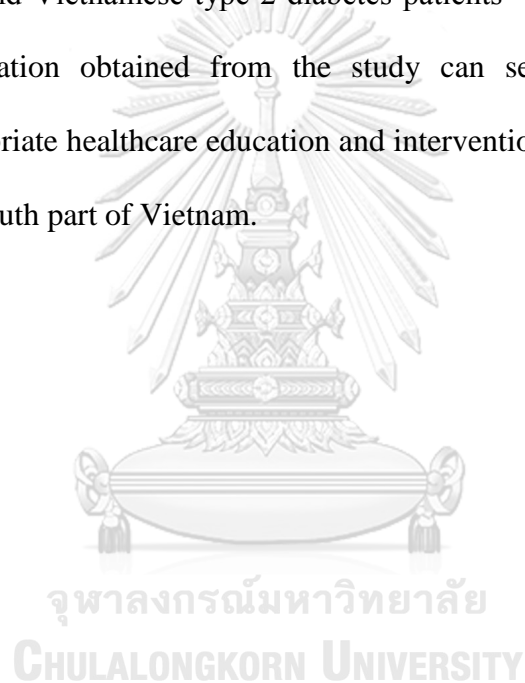 nd Vietnamese type 2 diabetes patients
ation obtained from the study can se
riate healthcare education and interventio
uth part of Vietnam.
จุฬาลงกรณ์มหาวิทยาลัย
CHULALONGKORN UNIVERSITY